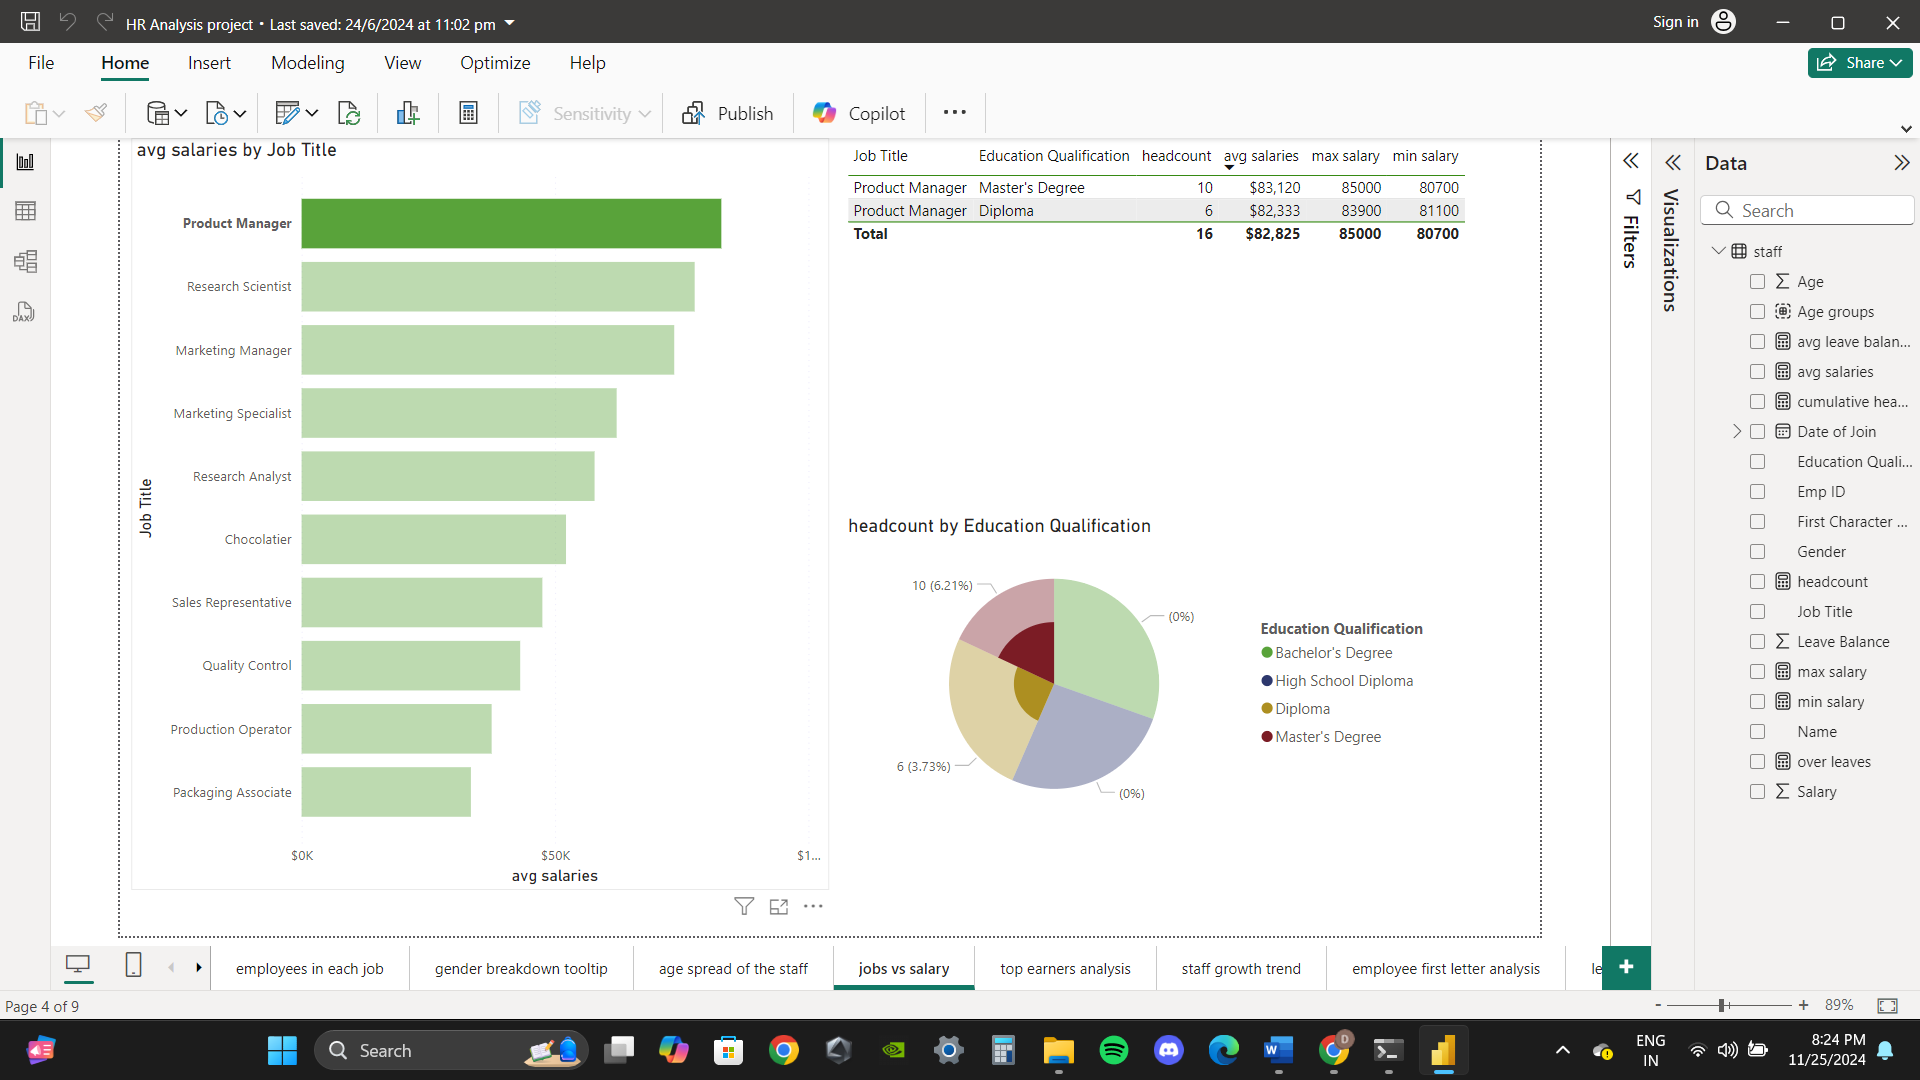 HR Analysis project • Last saved: 24/6/2024 at 11:02 pm
Sign in
File Home Insert Modeling View Optimize Help
Share
Sensitivity Publish Copilot
avg salaries by Job Title
Product Manager
Research Scientist
Marketing Manager
Marketing Specialist
Research Analyst
Chocolatier
Sales Representative
Quality Control
Production Operator
Packaging Associate
Job Title
$0K $50K $1...
avg salaries
Job Title Education Qualification headcount avg salaries max salary min salary
Product Manager Master's Degree 10 $83,120 85000 80700
Product Manager Diploma 6 $82,333 83900 81100
Total 16 $82,825 85000 80700
headcount by Education Qualification
10 (6.21%)
(0%)
6 (3.73%)
(0%)
Education Qualification
Bachelor's Degree
High School Diploma
Diploma
Master's Degree
Filters
Visualizations
Data
Search
staff
Age
Age groups
avg leave balan...
avg salaries
cumulative hea...
Date of Join
Education Quali...
Emp ID
First Character ...
Gender
headcount
Job Title
Leave Balance
max salary
min salary
Name
over leaves
Salary
employees in each job gender breakdown tooltip age spread of the staff jobs vs salary top earners analysis staff growth trend employee first letter analysis le
Page 4 of 9
- + 89%
Search
ENG
IN
8:24 PM
11/25/2024